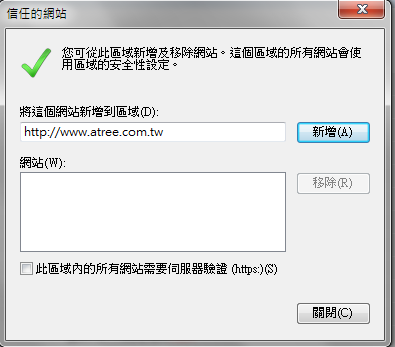 信任的網站
您可從此區域新增及移除網站。這個區域的所有網站會使
用區域的安全性設定。
將這個網站新增到區域(D):
http://www.atree.com.tw
新增(A)
網站(W):
移除(R)
此區域內的所有網站需要伺服器驗證 (https:)(S)
關閉(C)